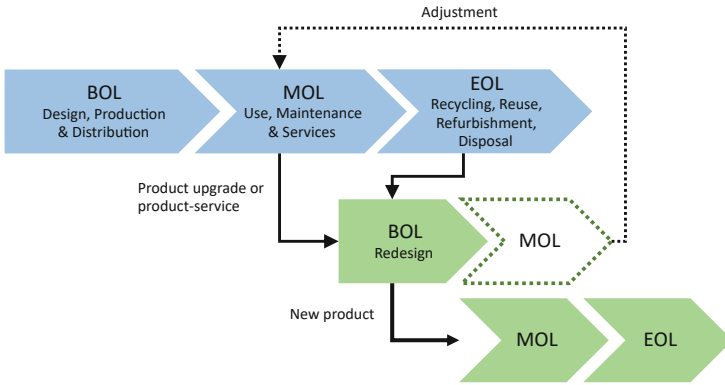 Adjustment
BOL
Design, Production
& Distribution
MOL
Use, Maintenance
& Services
EOL
Recycling, Reuse,
Refurbishment,
Disposal
Product upgrade or
product-service
BOL
Redesign
MOL
New product
MOL
EOL